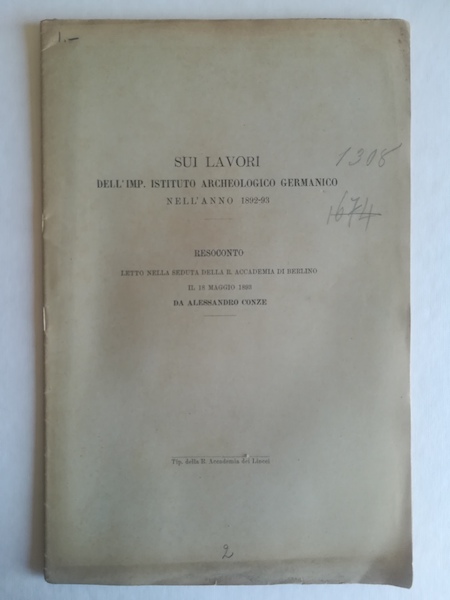 1.—
SUI LAVORI
DELL'IMP. ISTITUTO ARCHEOLOGICO GERMANICO
NELL'ANNO 1892-93
1308
1674
RESOCONTO
LETTO NELLA SEDUTA DELLA R. ACCADEMIA DI BERLINO
IL 18 MAGGIO 1893
DA ALESSANDRO CONZE
Tip. della R. Accademia dei Lincei
2